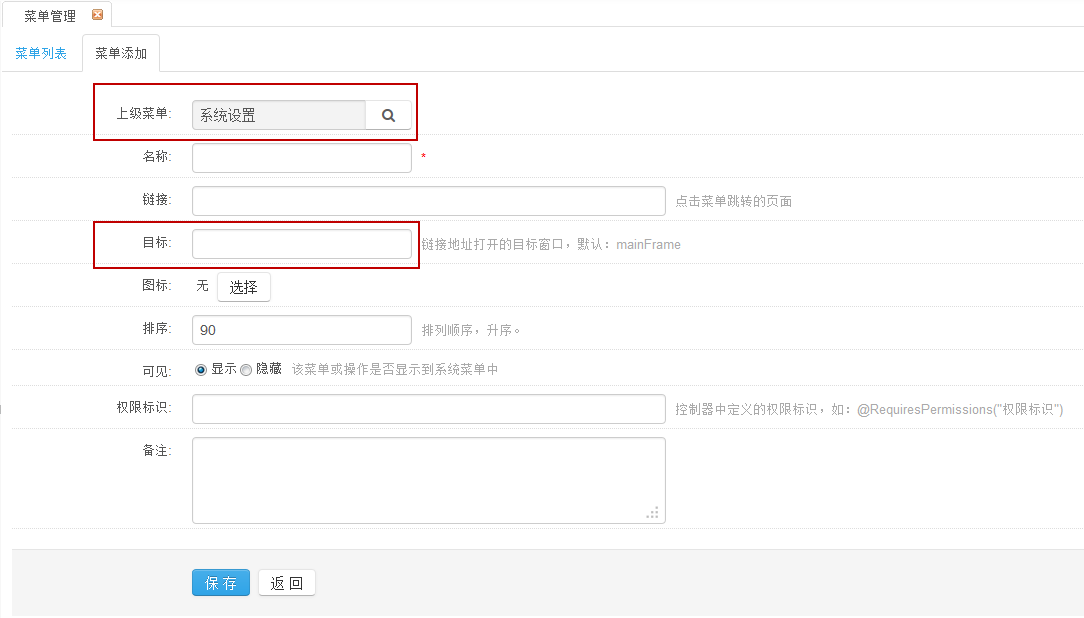 菜单管理
菜单列表 菜单添加
上级菜单: 系统设置
名称: *
链接: 点击菜单跳转的页面
目标: 链接地址打开的目标窗口，默认：mainFrame
图标: 无 选择
排序: 90 排列顺序，升序。
可见: 显示 隐藏 该菜单或操作是否显示到系统菜单中
权限标识: 控制器中定义的权限标识，如：@RequiresPermissions("权限标识")
备注:
保 存 返 回